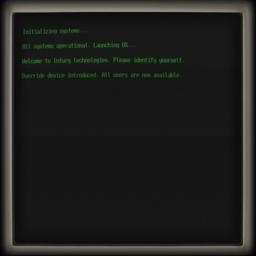 Initializing systems...
All systems operational. Launching OS...
Welcome to Inturg Technologies. Please identify yourself.
Override device introduced. All users are now available.